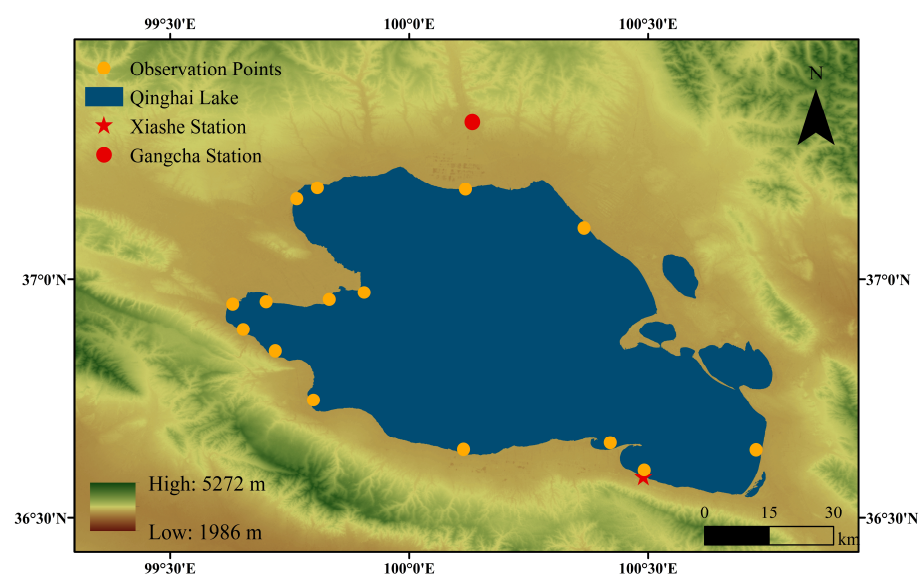 99°30'E 100°0'E 100°30'E
N
Observation Points
Qinghai Lake
Xiashe Station
Gangcha Station
37°0'N 37°0'N
High: 5272 m
Low: 1986 m
0 15 30
km
36°30'N 36°30'N
99°30'E 100°0'E 100°30'E